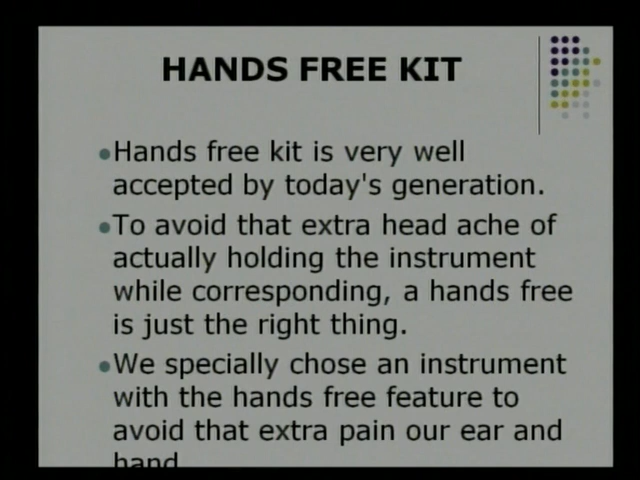 HANDS FREE KIT
Hands free kit is very well
accepted by today's generation.
To avoid that extra head ache of
actually holding the instrument
while corresponding, a hands free
is just the right thing.
We specially chose an instrument
with the hands free feature to
avoid that extra pain our ear and
hand